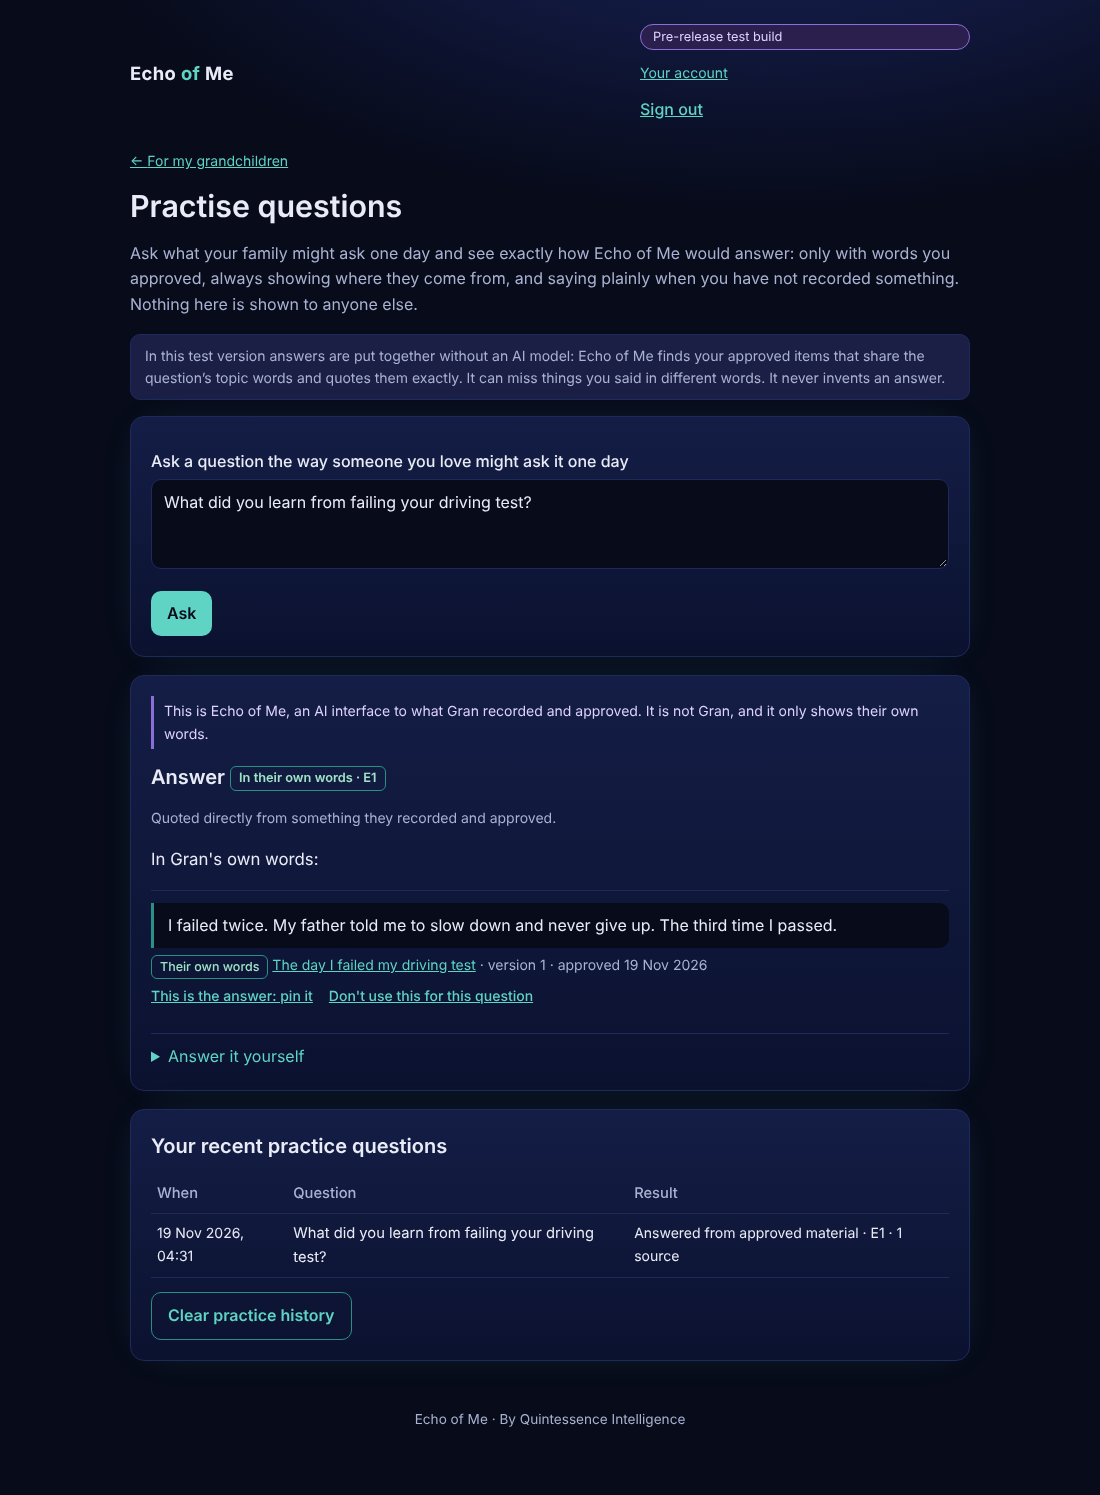 Pre-release test build
Echo of Me
Your account
Sign out
← For my grandchildren
Practise questions
Ask what your family might ask one day and see exactly how Echo of Me would answer: only with words you
approved, always showing where they come from, and saying plainly when you have not recorded something.
Nothing here is shown to anyone else.
In this test version answers are put together without an AI model: Echo of Me finds your approved items that share the
question’s topic words and quotes them exactly. It can miss things you said in different words. It never invents an answer.
Ask a question the way someone you love might ask it one day
What did you learn from failing your driving test?
Ask
This is Echo of Me, an AI interface to what Gran recorded and approved. It is not Gran, and it only shows their own
words.
Answer In their own words · E1
Quoted directly from something they recorded and approved.
In Gran's own words:
I failed twice. My father told me to slow down and never give up. The third time I passed.
Their own words The day I failed my driving test · version 1 · approved 19 Nov 2026
This is the answer: pin it Don't use this for this question
▶ Answer it yourself
Your recent practice questions
When Question Result
19 Nov 2026, What did you learn from failing your driving Answered from approved material · E1 · 1
04:31 test? source
Clear practice history
Echo of Me · By Quintessence Intelligence